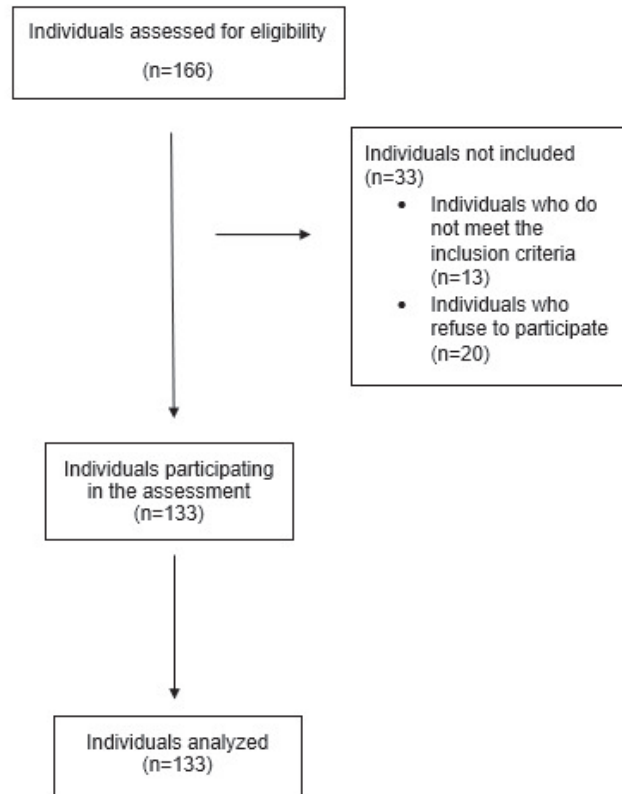 Individuals assessed for eligibility
(n=166)
Individuals not included
(n=33)
• Individuals who do
not meet the
inclusion criteria
(n=13)
• Individuals who
refuse to participate
(n=20)
Individuals participating
in the assessment
(n=133)
Individuals analyzed
(n=133)